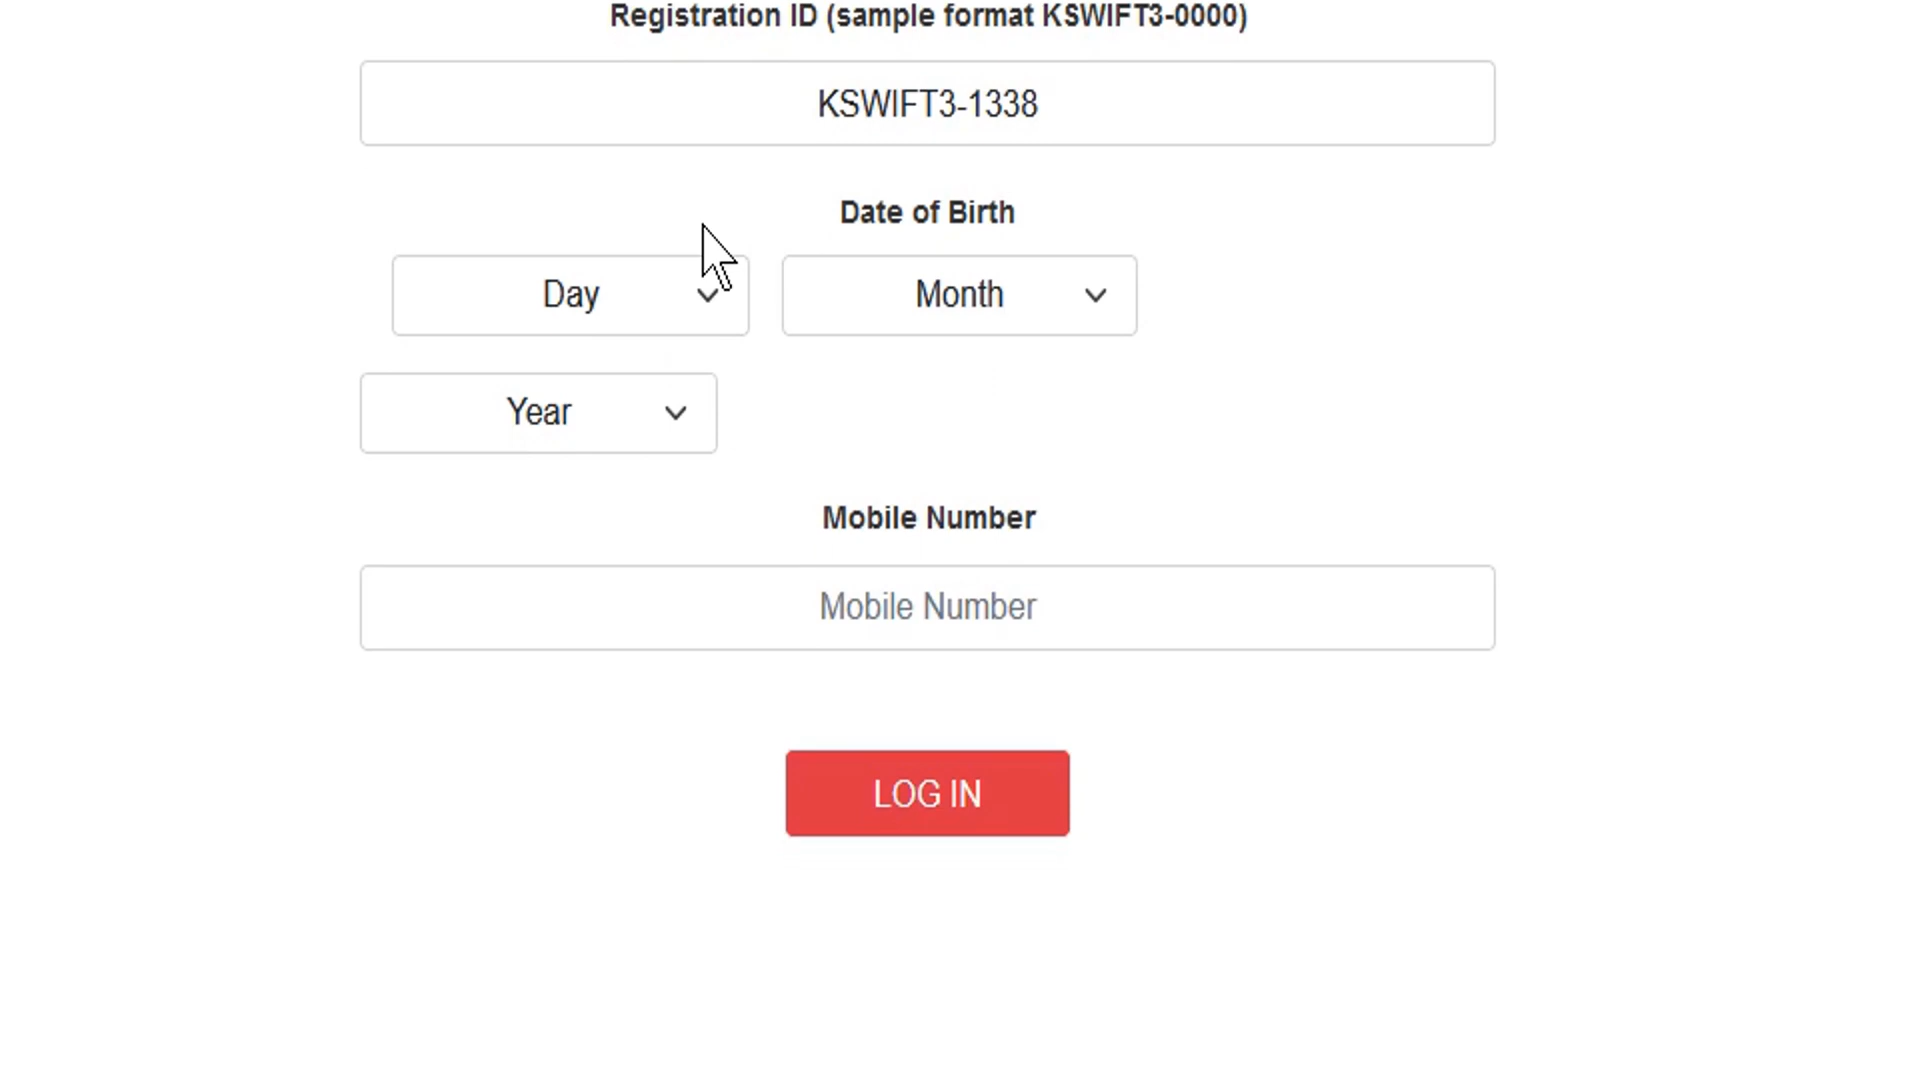 Registration ID (sample format KSWIFT3-0000)
KSWIFT3-1338
Date of Birth
Day
Month
Year
Mobile Number
Mobile Number
LOG IN